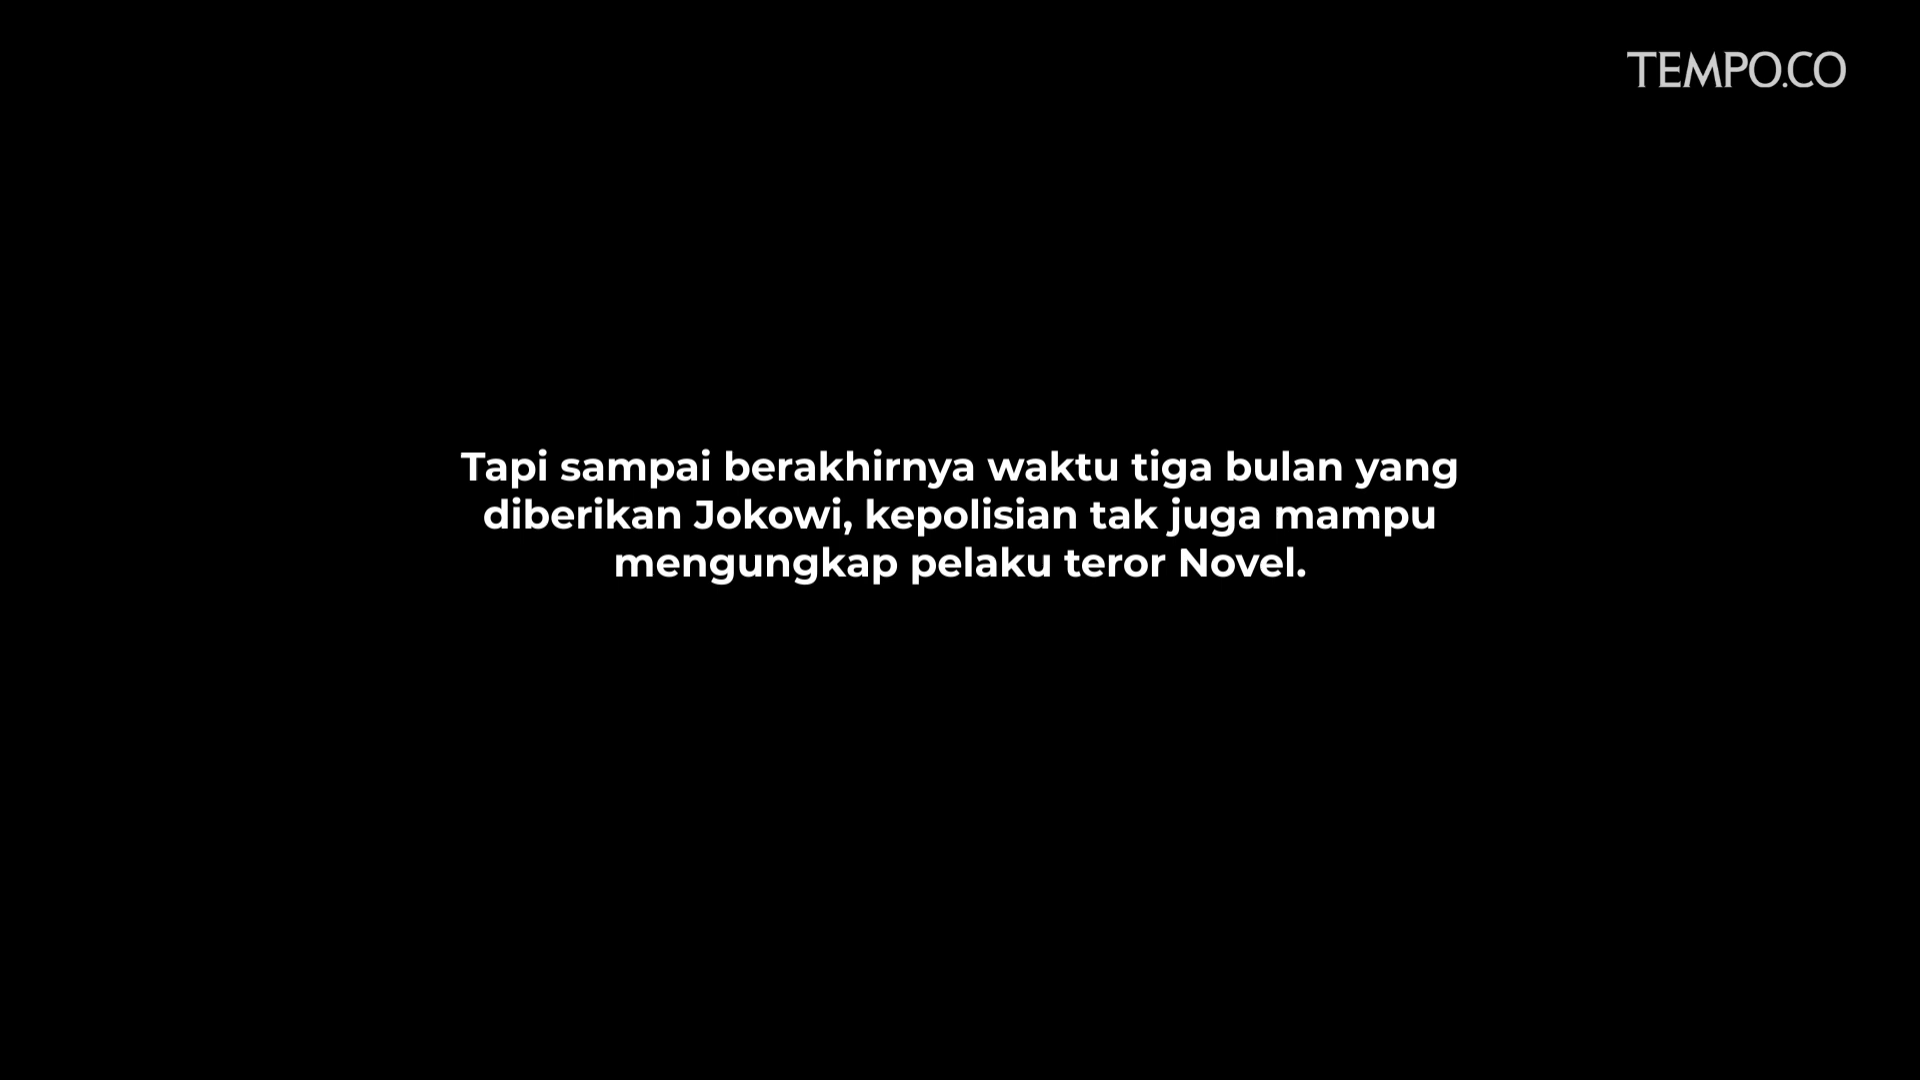 TEMPO.CO
Tapi sampai berakhirnya waktu tiga bulan yang
diberikan Jokowi, kepolisian tak juga mampu
mengungkap pelaku teror Novel.